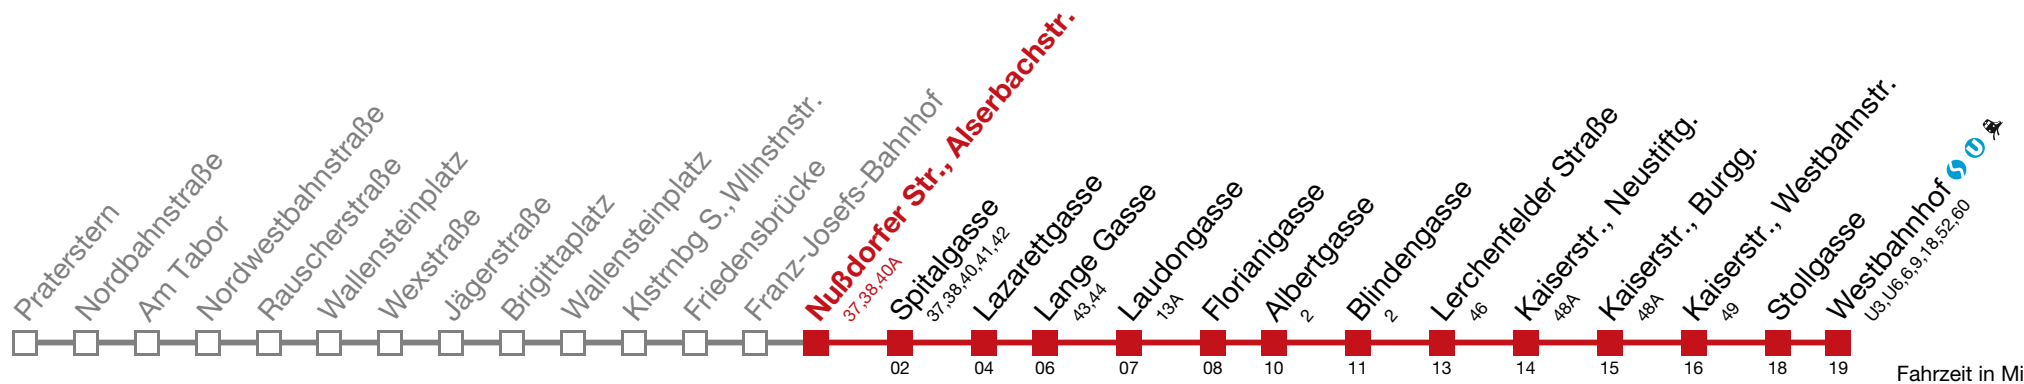 Praterstern
Nordbahnstraße
Am Tabor
Nordwestbahnstraße
Rauscherstraße
Wallensteinplatz
Wexstraße
Jägerstraße
Brigittaplatz
Wallensteinplatz
Klstrnbg S., Wllnstnstr.
Friedensbrücke
Franz-Josefs-Bahnhof
Nußdorfer Str., Alserbachstr.
37,38,40A
Spitalgasse
37,38,40,41,42
02
Lazarettgasse
04
Lange Gasse
43,44
06
Laudongasse
13A
07
Florianigasse
08
Albertgasse
2
10
Blindengasse
2
11
Lerchenfelder Straße
46
13
Kaiserstr., Neustiftg.
48A
14
Kaiserstr., Burgg.
48A
15
Kaiserstr., Westbahnstr.
49
16
Stollgasse
18
Westbahnhof S U
U3,U6,6,9,18,52,60
19
Fahrzeit in Mi